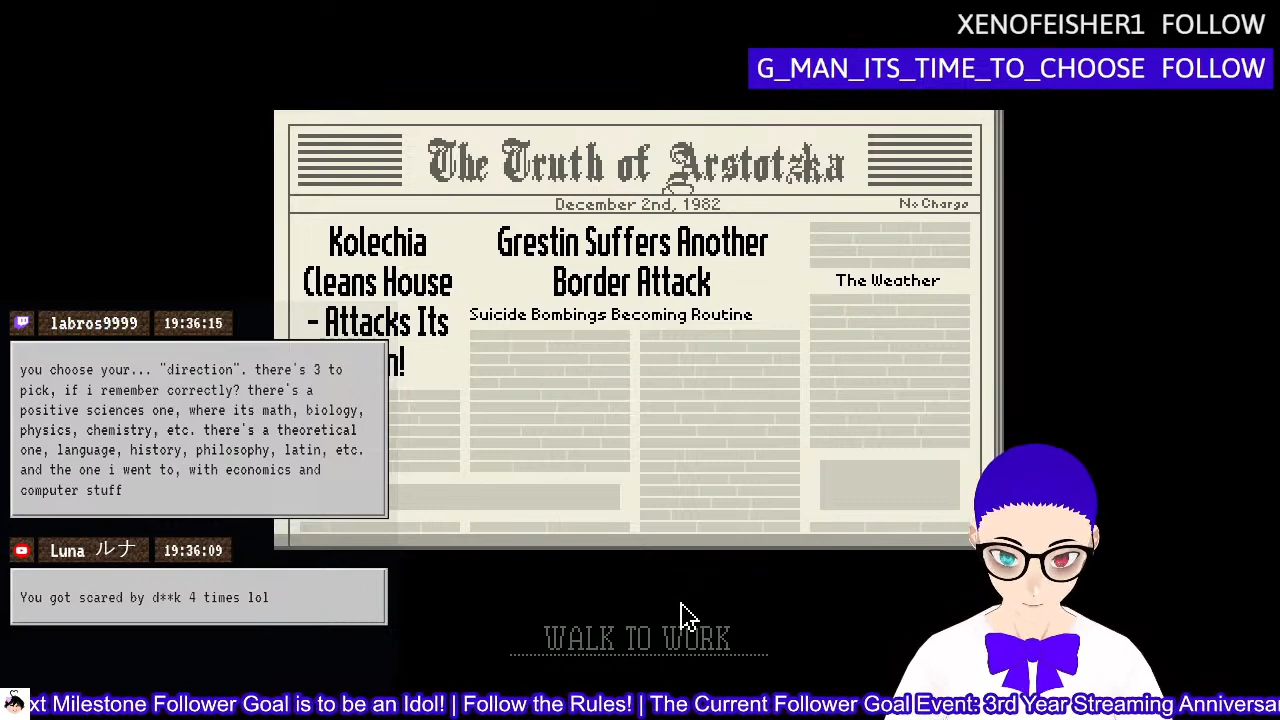 XENOFEISHER1 FOLLOW
G_MAN_ITS_TIME_TO_CHOOSE FOLLOW
The Truth of Arstotzka
December 2nd, 1982
No Charge
Kolechia
Cleans House
- Attacks Its
n!
Grestin Suffers Another
Border Attack
Suicide Bombings Becoming Routine
The Weather
labros9999
19:36:15
you choose your... "direction". there's 3 to
pick, if i remember correctly? there's a
positive sciences one, where its math, biology,
physics, chemistry, etc. there's a theoretical
one, language, history, philosophy, latin, etc.
and the one i went to, with economics and
computer stuff
Luna ルナ
19:36:09
You got scared by d**k 4 times lol
WALK TO WORK
xt Milestone Follower Goal is to be an Idol! | Follow the Rules! | The Current Follower Goal Event: 3rd Year Streaming Anniversa